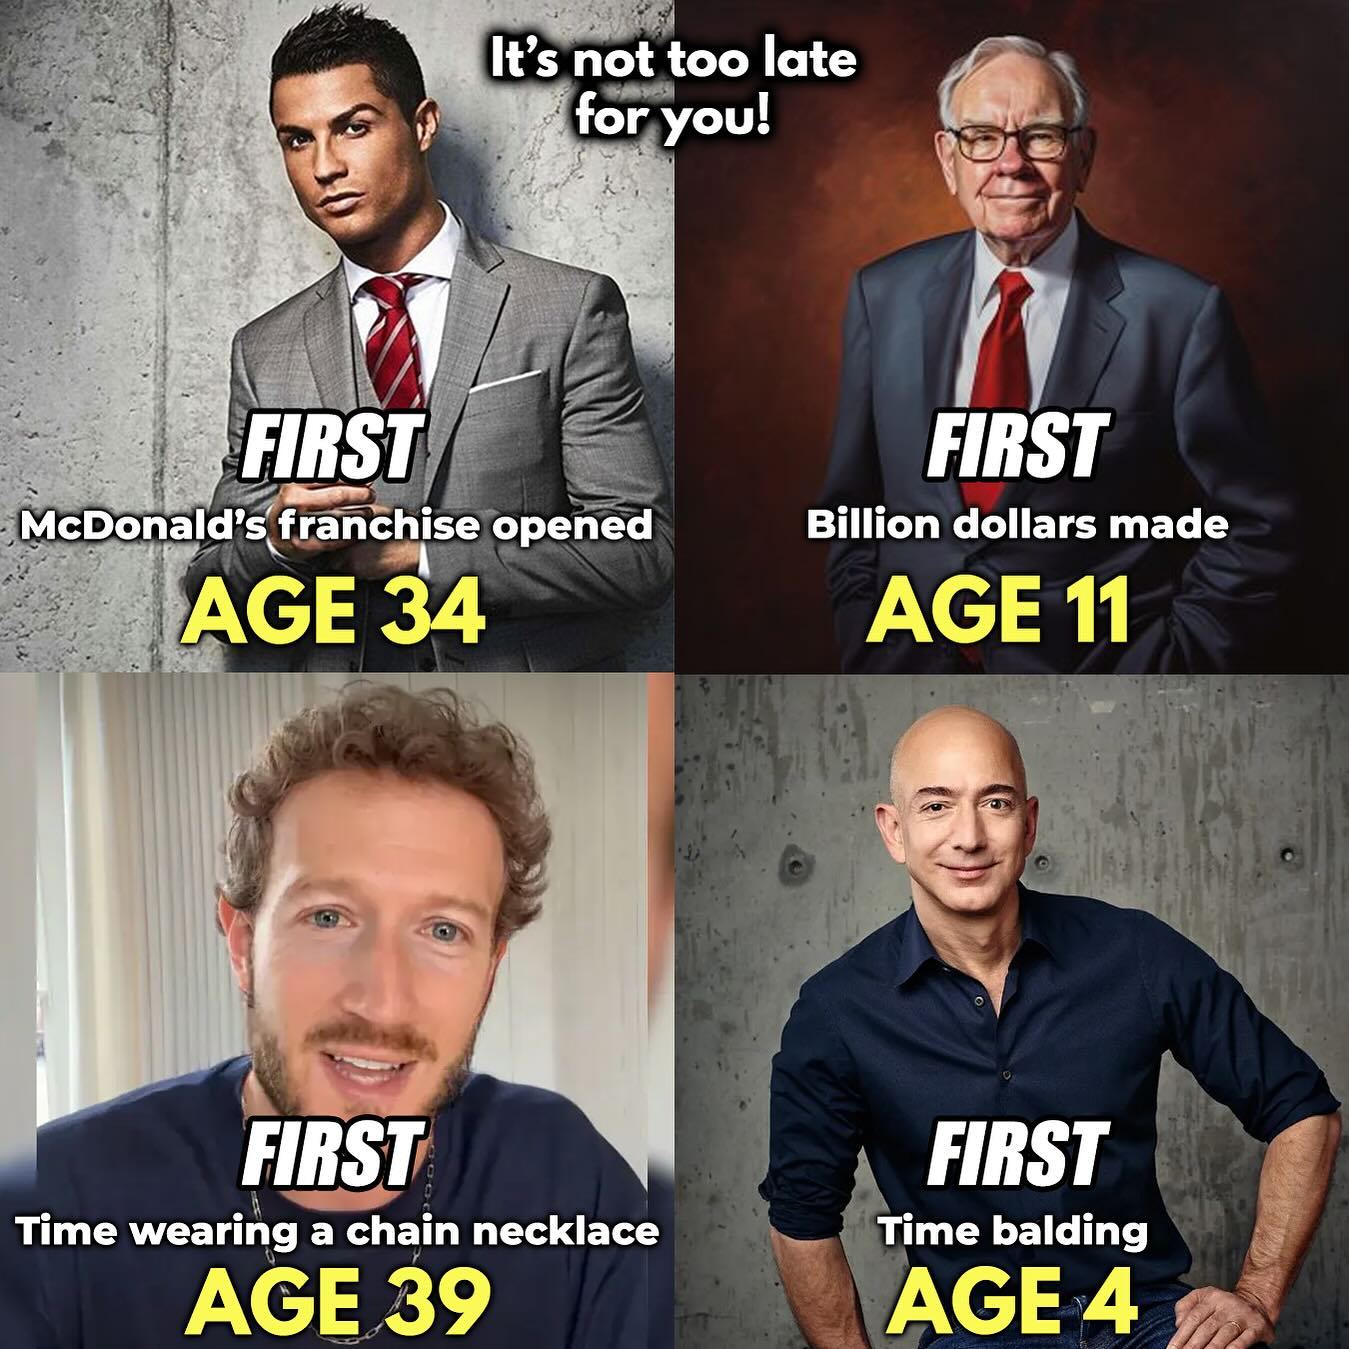 It's not too late
for you!
FIRST
McDonald's franchise opened
AGE 34
FIRST
Billion dollars made
AGE 11
FIRST
Time wearing a chain necklace
AGE 39
FIRST
Time balding
AGE 4